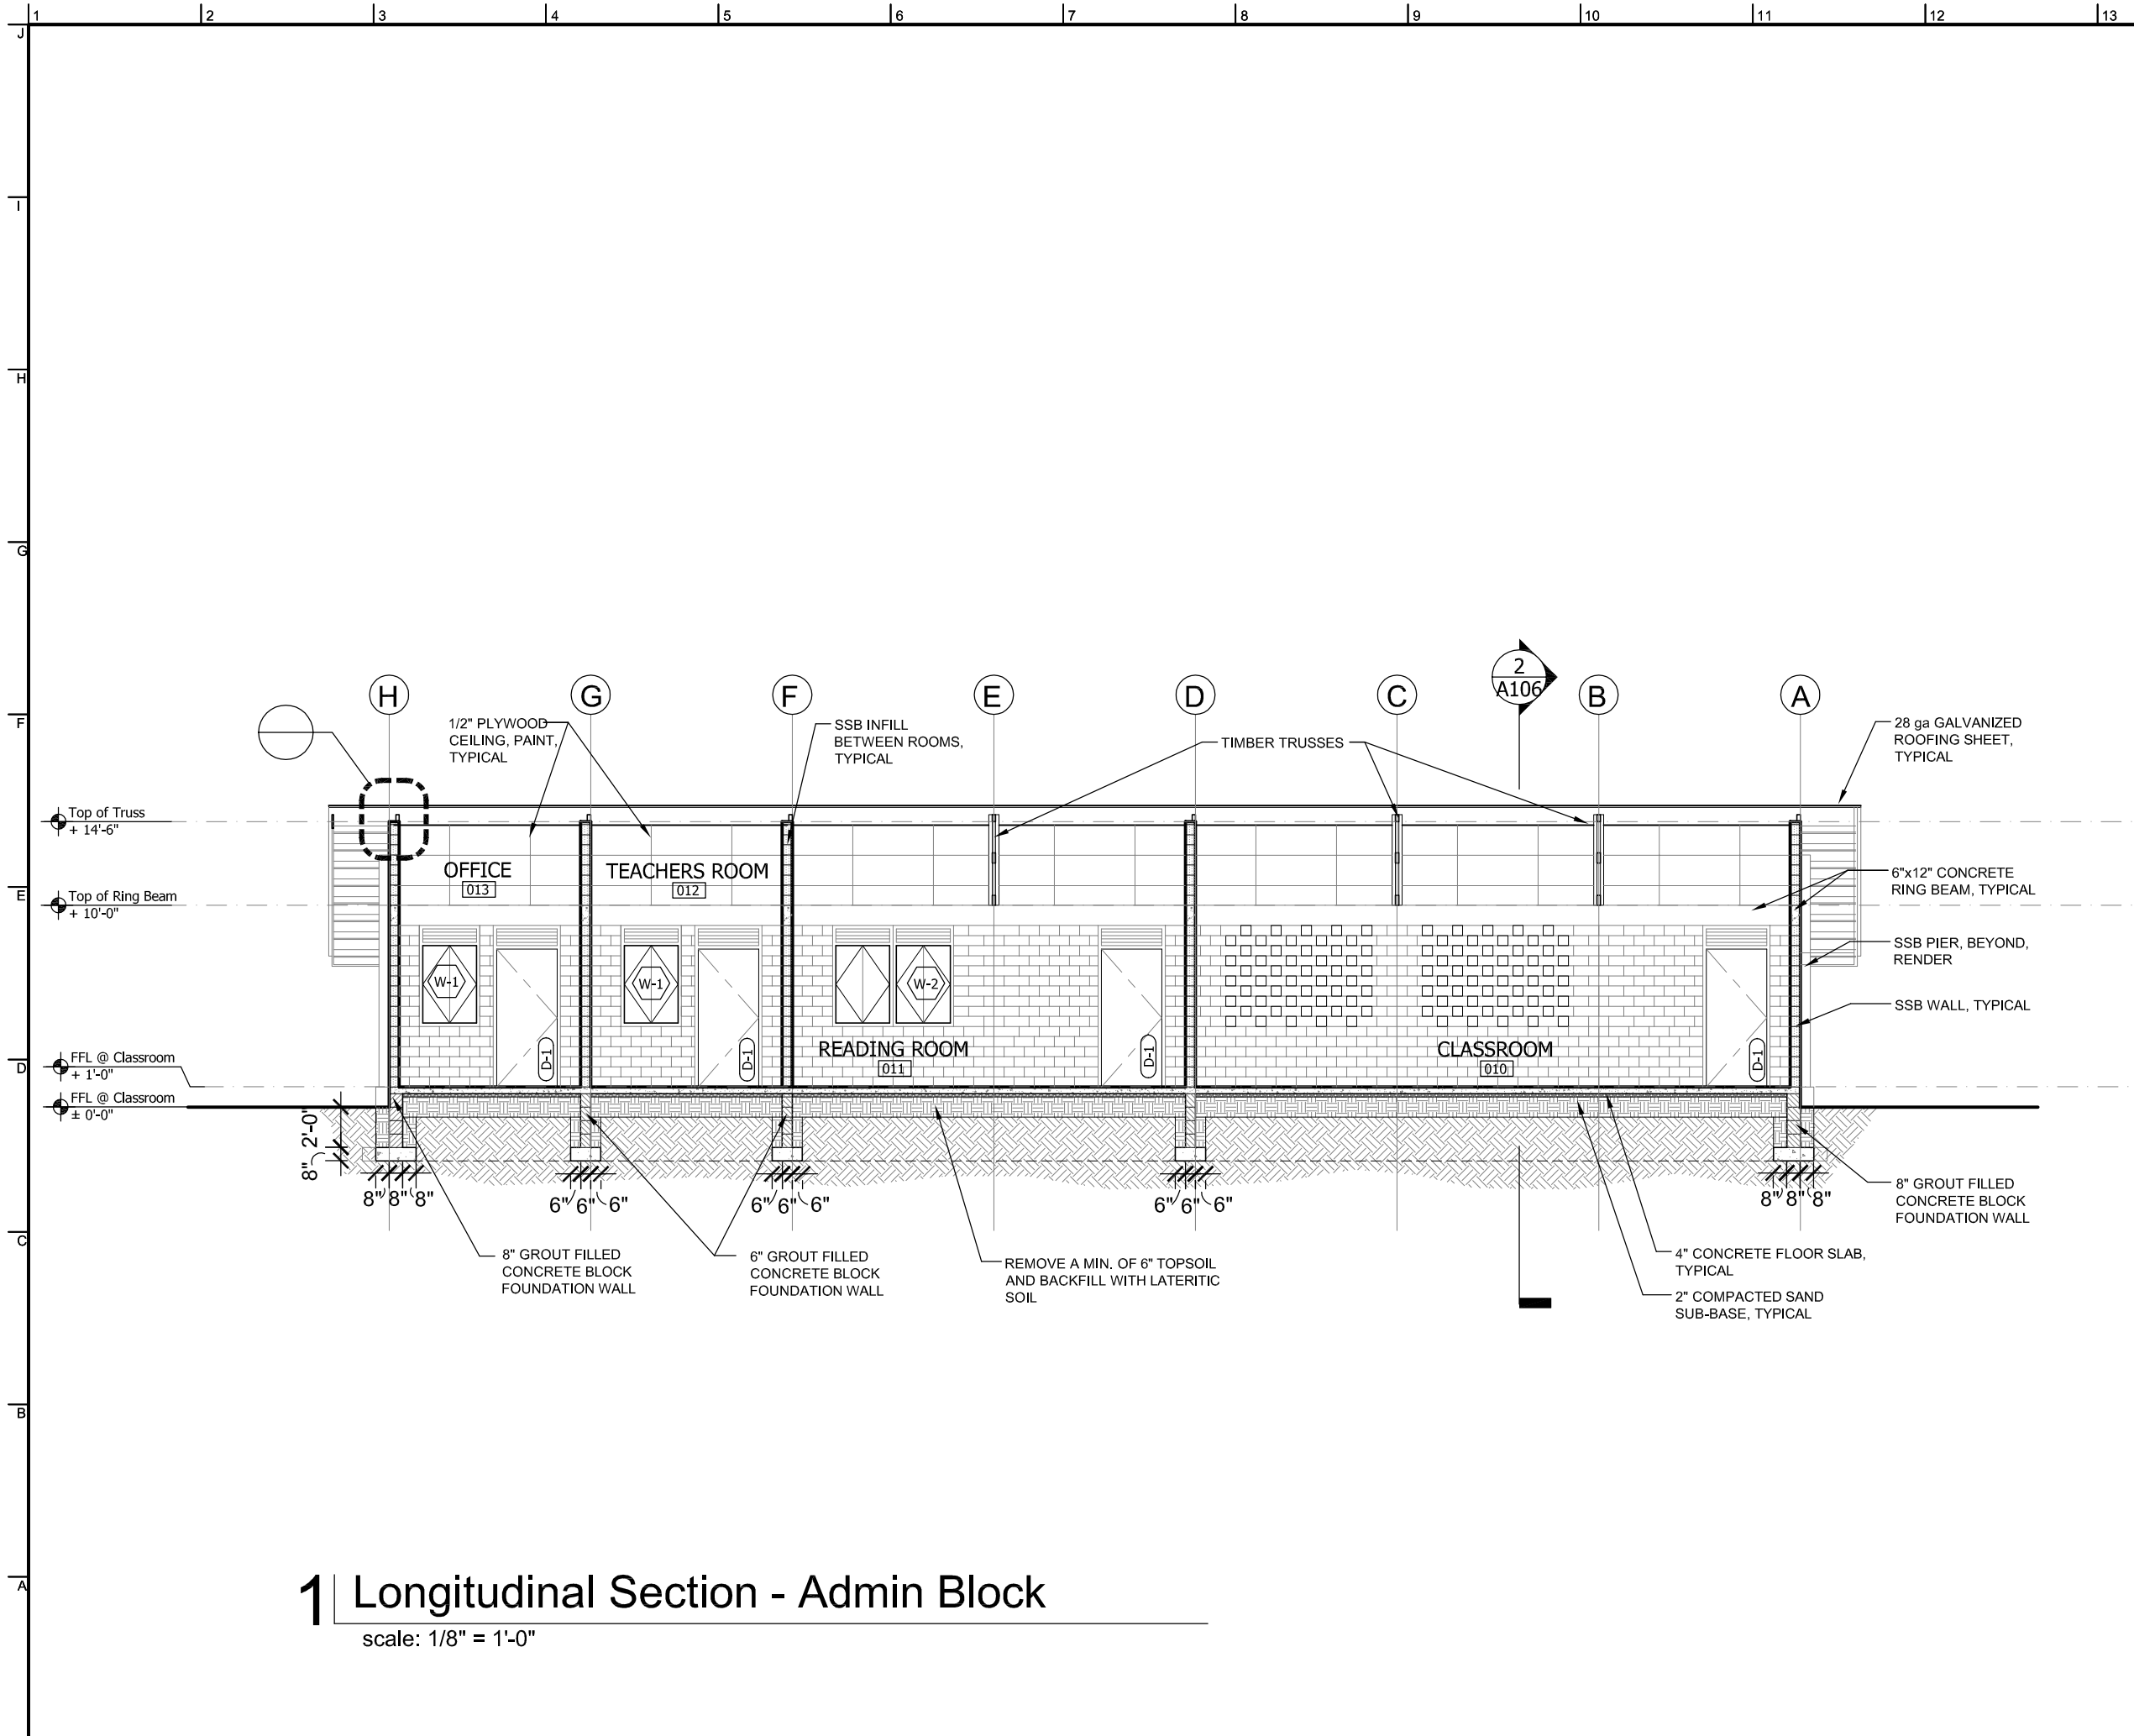 1 2 3 4 5 6 7 8 9 10 11 12 13
J
I
H
G
F
E
D
C
B
A
2
A106
H G F E D C B A
1/2" PLYWOOD
CEILING, PAINT,
TYPICAL
SSB INFILL
BETWEEN ROOMS,
TYPICAL
TIMBER TRUSSES
28 ga GALVANIZED
ROOFING SHEET,
TYPICAL
Top of Truss
+ 14'-6"
OFFICE
013
TEACHERS ROOM
012
6"x12" CONCRETE
RING BEAM, TYPICAL
Top of Ring Beam
+ 10'-0"
SSB PIER, BEYOND,
RENDER
W-1
W-1
W-2
SSB WALL, TYPICAL
READING ROOM
011
CLASSROOM
010
D-1
D-1
D-1
D-1
FFL @ Classroom
+ 1'-0"
FFL @ Classroom
± 0'-0"
2'-0"
8"
8" 8" 8"
6" 6" 6"
6" 6" 6"
6" 6" 6"
8" 8" 8"
8" GROUT FILLED
CONCRETE BLOCK
FOUNDATION WALL
8" GROUT FILLED
CONCRETE BLOCK
FOUNDATION WALL
6" GROUT FILLED
CONCRETE BLOCK
FOUNDATION WALL
REMOVE A MIN. OF 6" TOPSOIL
AND BACKFILL WITH LATERITIC
SOIL
4" CONCRETE FLOOR SLAB,
TYPICAL
2" COMPACTED SAND
SUB-BASE, TYPICAL
1 Longitudinal Section - Admin Block
scale: 1/8" = 1'-0"